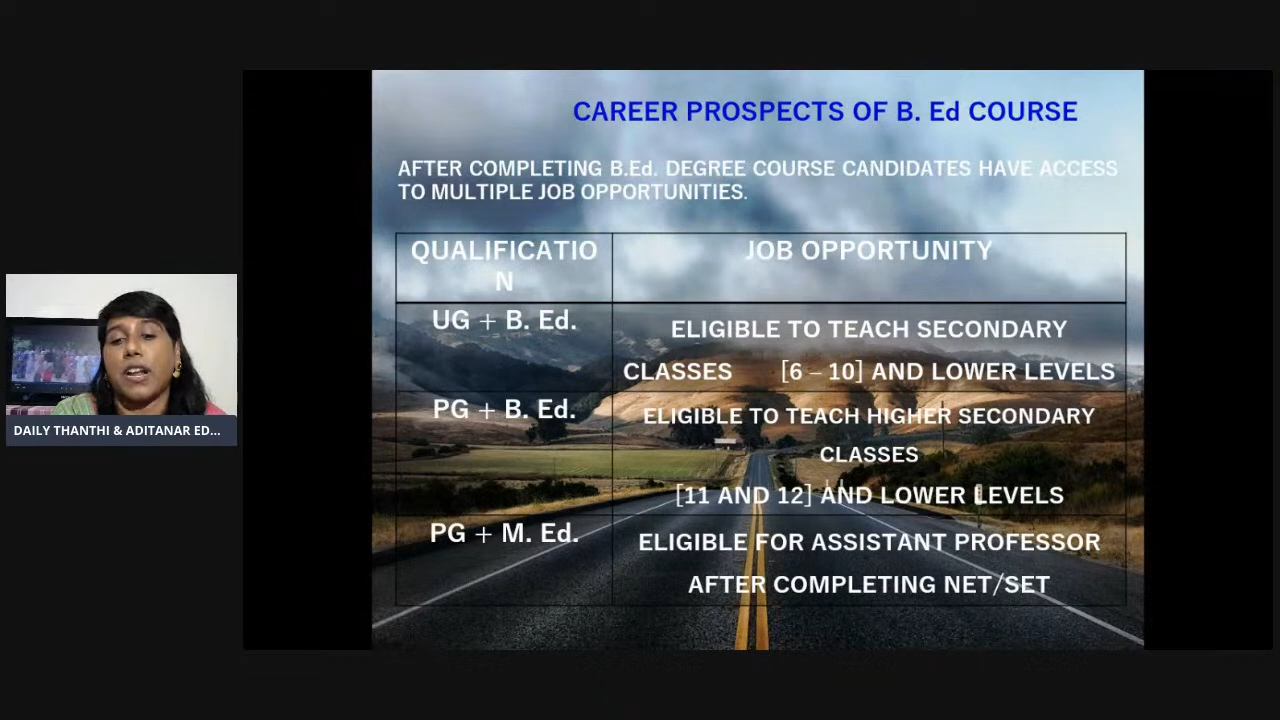 CAREER PROSPECTS OF B. Ed COURSE
AFTER COMPLETING B.Ed. DEGREE COURSE CANDIDATES HAVE ACCESS
TO MULTIPLE JOB OPPORTUNITIES.
QUALIFICATIO
N
JOB OPPORTUNITY
UG + B. Ed.
ELIGIBLE TO TEACH SECONDARY
CLASSES [6 – 10] AND LOWER LEVELS
PG + B. Ed.
ELIGIBLE TO TEACH HIGHER SECONDARY
CLASSES
[11 AND 12] AND LOWER LEVELS
PG + M. Ed.
ELIGIBLE FOR ASSISTANT PROFESSOR
AFTER COMPLETING NET/SET
DAILY THANTHI & ADITANAR ED...